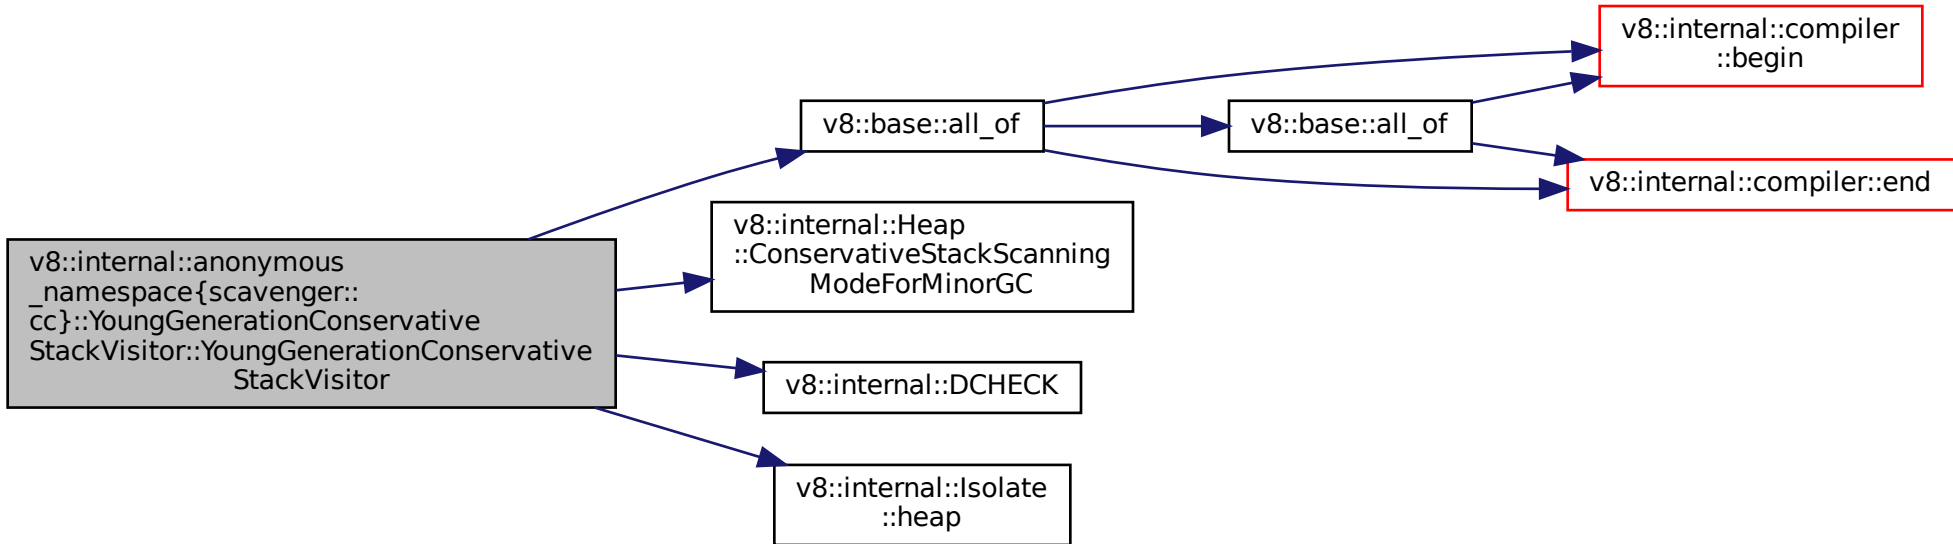 v8::internal::anonymous
_namespace{scavenger::
cc}::YoungGenerationConservative
StackVisitor::YoungGenerationConservative
StackVisitor
v8::base::all_of
v8::internal::Heap
::ConservativeStackScanning
ModeForMinorGC
v8::internal::DCHECK
v8::internal::Isolate
::heap
v8::base::all_of
v8::internal::compiler
::begin
v8::internal::compiler::end